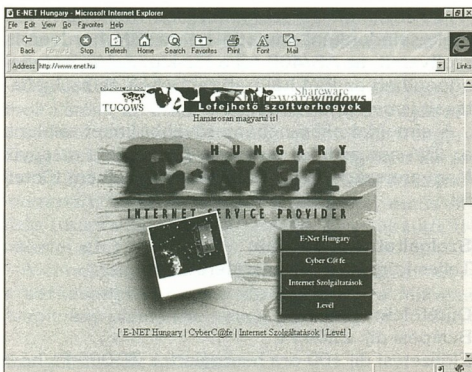 E-NET Hungary - Microsoft Internet Explorer
File Edit View Go Favorites Help
Back Forward Stop Refresh Home Search Favorites Print Font Mail
Address http://www.enet.hu Links
TUCOWS Shareware windows
Lefejhető szoftverhegyek
Hamarosan magyarul is!
HUNGARY
E-NET
INTERNET SERVICE PROVIDER
E-Net Hungary
Cyber C@fe
Internet Szolgáltatások
Levél
[ E-NET Hungary | CyberC@fe | Internet Szolgáltatások | Levél ]